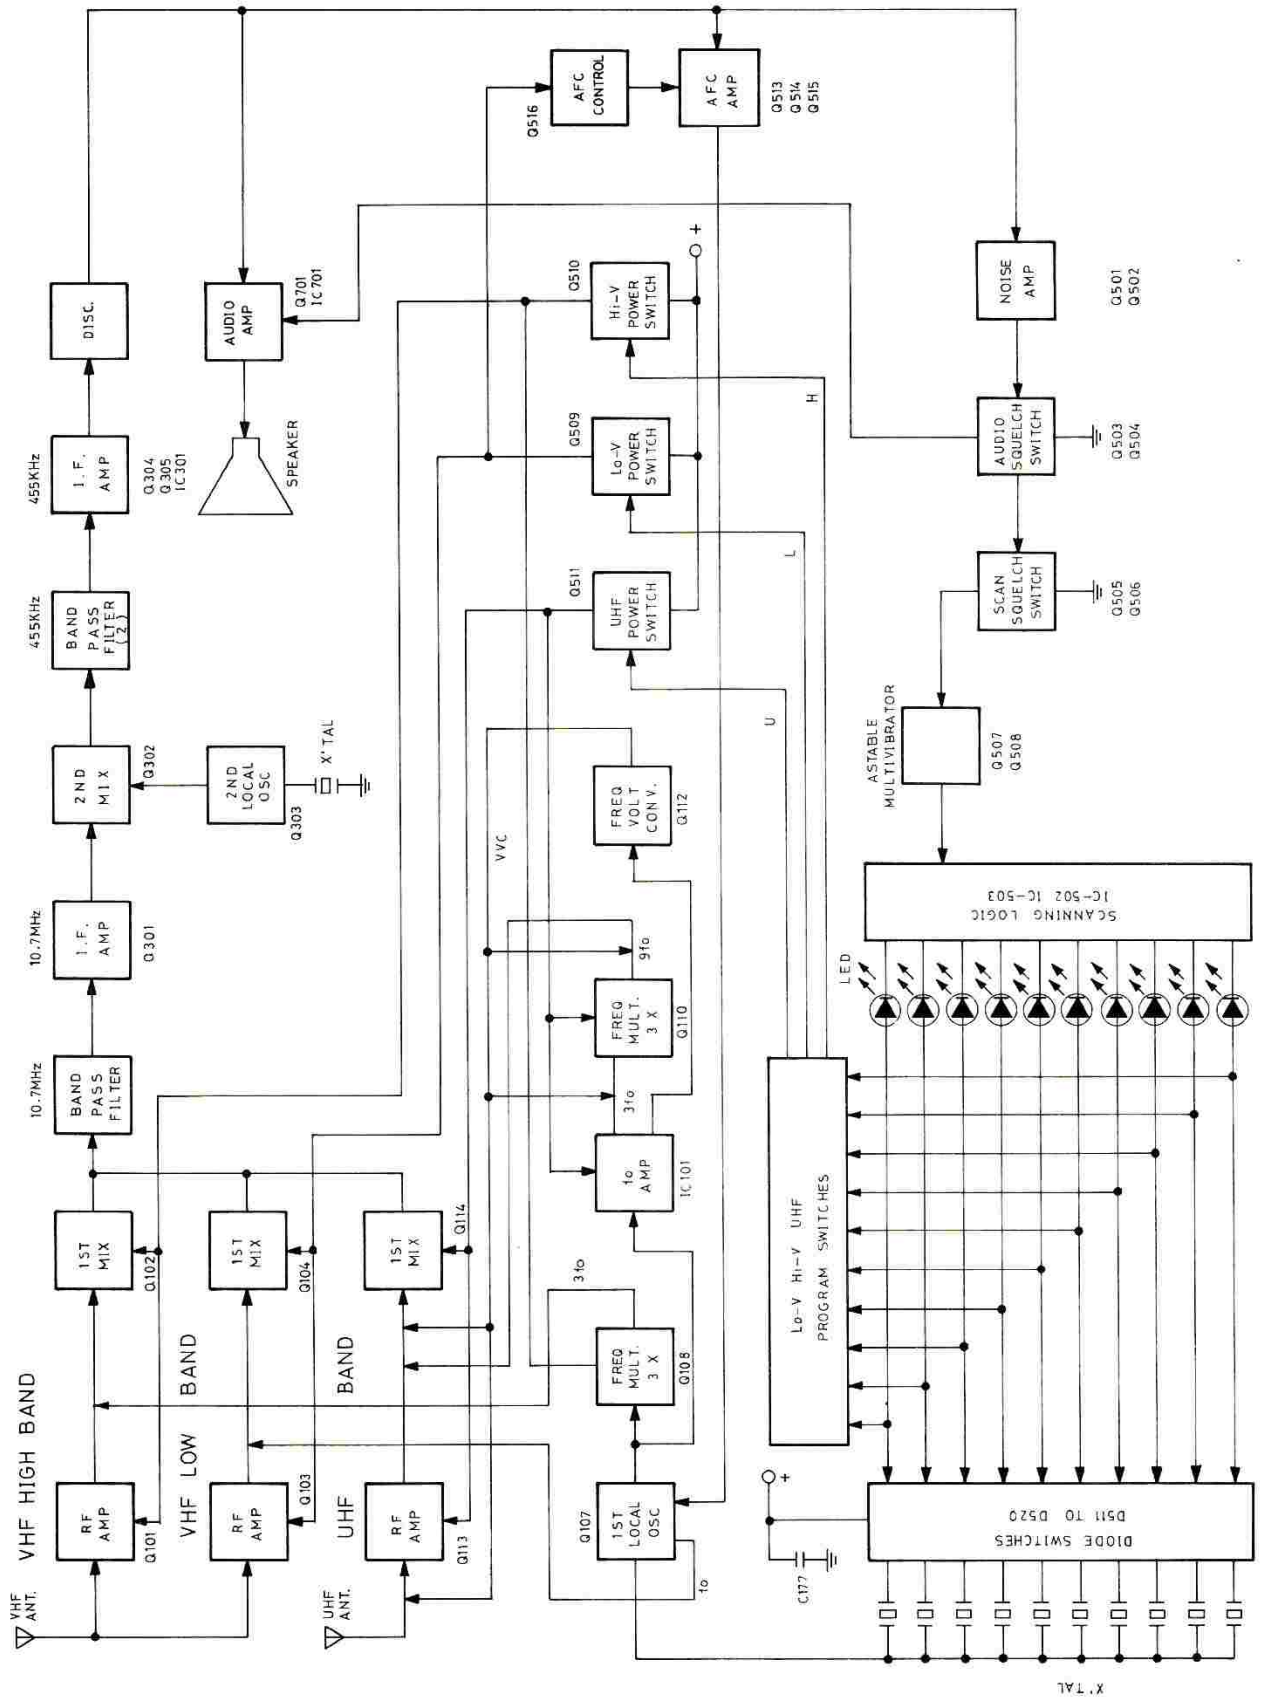 VHF HIGH BAND
VHF LOW BAND
UHF BAND
VHF
ANT.
UHF
ANT.
RF
AMP
Q101
RF
AMP
Q103
RF
AMP
Q113
1ST
MIX
Q102
1ST
MIX
Q104
1ST
MIX
Q114
10.7MHz
BAND
PASS
FILTER
10.7MHz
I.F.
AMP
Q301
2ND
MIX
Q302
2ND
LOCAL
OSC
Q303
X'TAL
455KHz
BAND
PASS
FILTER
(2)
455KHz
I.F.
AMP
Q304
Q305
IC301
DISC.
AUDIO
AMP
Q701
IC701
SPEAKER
Q516
AFC
CONTROL
AFC
AMP
Q513
Q514
Q515
Q107
1ST
LOCAL
OSC
fo
FREQ
MULT.
3 X
Q108
3fo
fo
AMP
IC101
3fo
FREQ
MULT.
3 X
Q110
9fo
VVC
FREQ
VOLT
CONV.
Q112
Q511
UHF
POWER
SWITCH
Q509
Lo-V
POWER
SWITCH
Q510
Hi-V
POWER
SWITCH
+
U
L
H
NOISE
AMP
Q501
Q502
AUDIO
SQUELCH
SWITCH
Q503
Q504
SCAN
SQUELCH
SWITCH
Q505
Q506
ASTABLE
MULTIVIBRATOR
Q507
Q508
SCANNING LOGIC
IC-502 IC-503
LED
Lo-V Hi-V UHF
PROGRAM SWITCHES
+
C177
DIODE SWITCHES
D511 TO D520
X'TAL